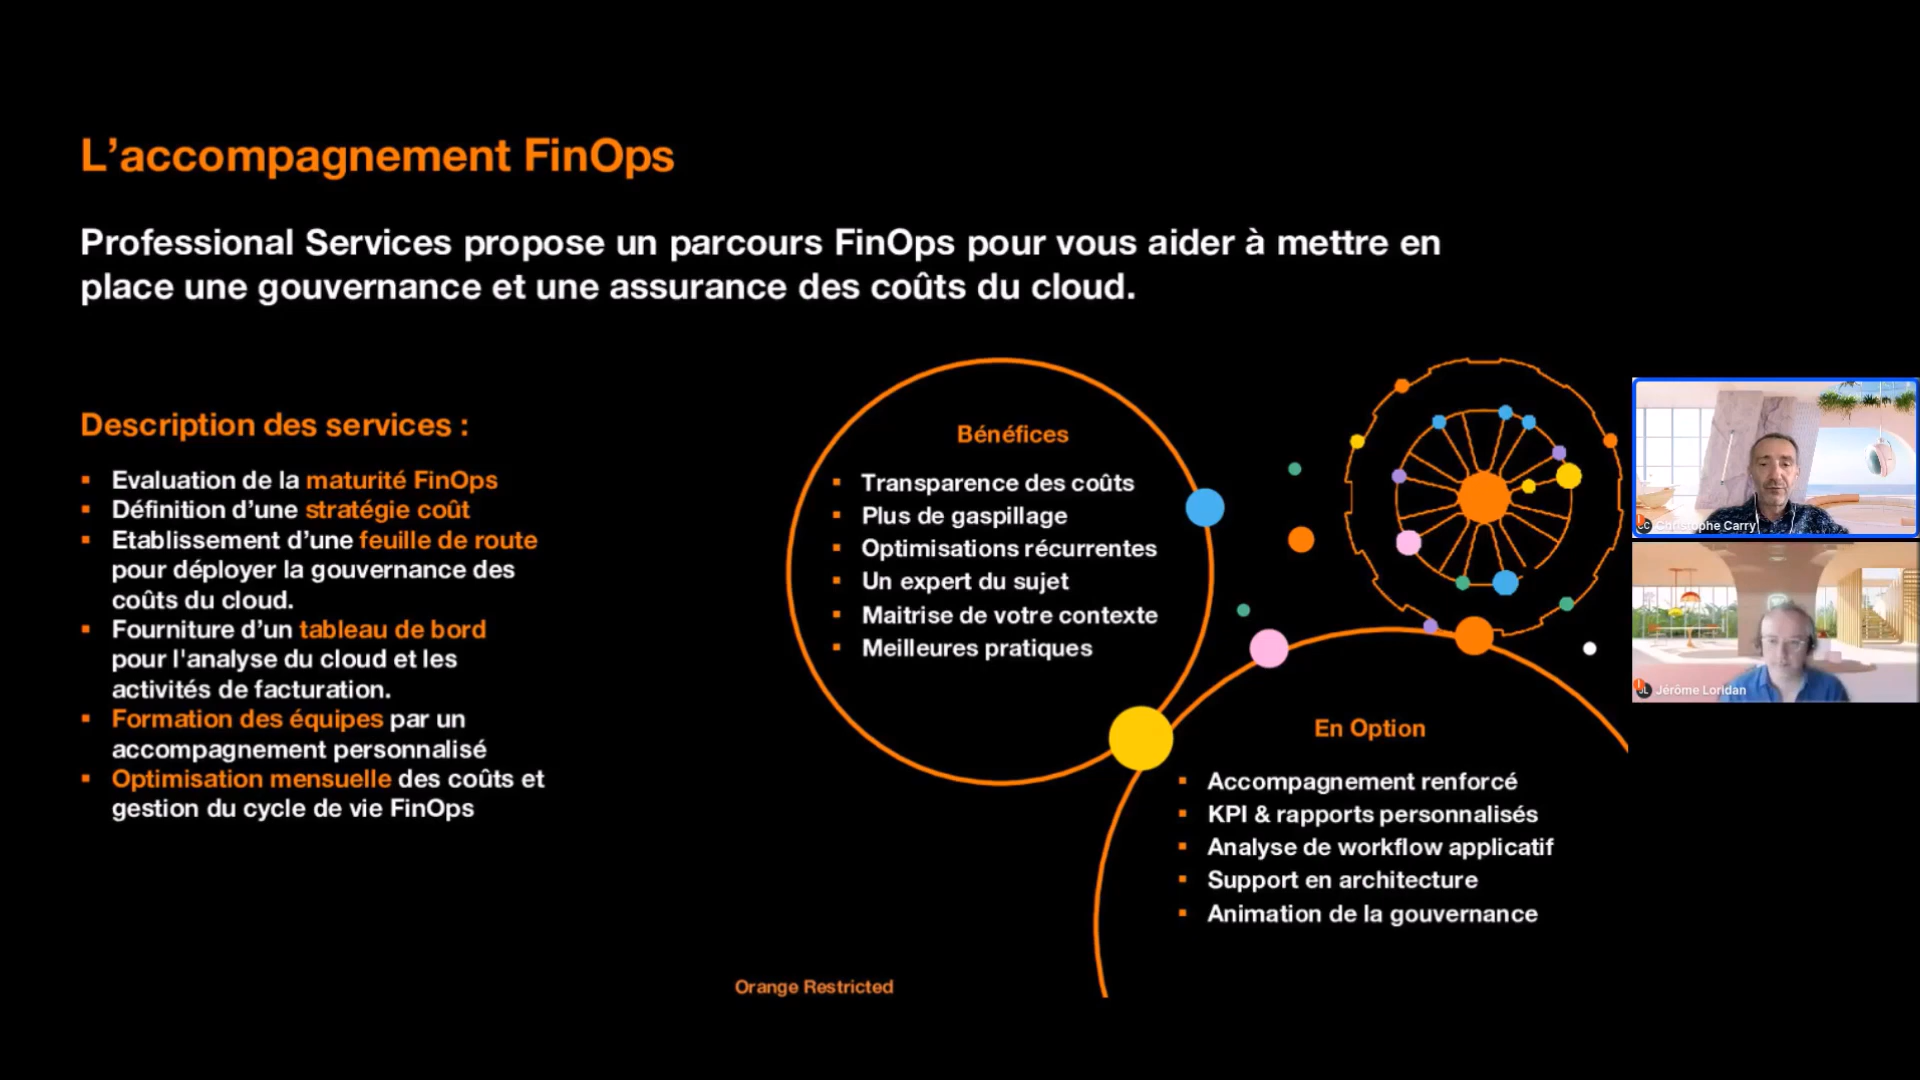 L’accompagnement FinOps
Professional Services propose un parcours FinOps pour vous aider à mettre en
place une gouvernance et une assurance des coûts du cloud.
Description des services :
▪ Evaluation de la maturité FinOps
▪ Définition d’une stratégie coût
▪ Etablissement d’une feuille de route
pour déployer la gouvernance des
coûts du cloud.
▪ Fourniture d’un tableau de bord
pour l'analyse du cloud et les
activités de facturation.
▪ Formation des équipes par un
accompagnement personnalisé
▪ Optimisation mensuelle des coûts et
gestion du cycle de vie FinOps
Bénéfices
▪ Transparence des coûts
▪ Plus de gaspillage
▪ Optimisations récurrentes
▪ Un expert du sujet
▪ Maitrise de votre contexte
▪ Meilleures pratiques
En Option
▪ Accompagnement renforcé
▪ KPI & rapports personnalisés
▪ Analyse de workflow applicatif
▪ Support en architecture
▪ Animation de la gouvernance
Orange Restricted
CC Christophe Carry
JL Jérôme Loridan